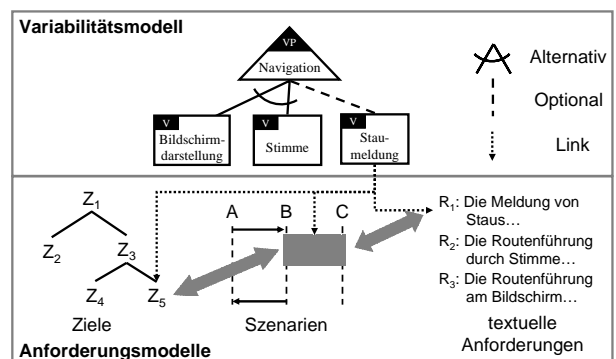 Variabilitätsmodell
VP
Navigation
V
Bildschirm-
darstellung
V
Stimme
V
Stau-
meldung
Alternativ
Optional
Link
Z1
Z2
Z3
Z4
Z5
Ziele
A
B
C
Szenarien
R1: Die Meldung von
Staus…
R2: Die Routenführung
durch Stimme…
R3: Die Routenführung
am Bildschirm…
textuelle
Anforderungen
Anforderungsmodelle